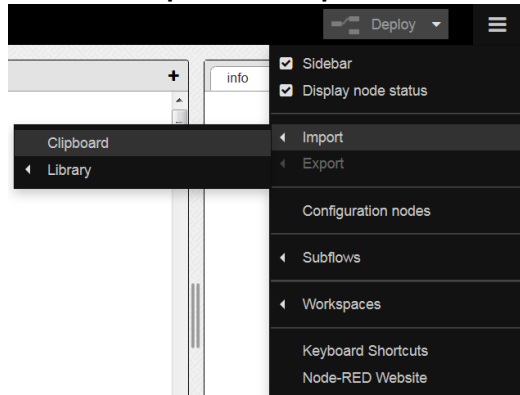 Deploy
+
info
Sidebar
Display node status
Clipboard
Library
Import
Export
Configuration nodes
Subflows
Workspaces
Keyboard Shortcuts
Node-RED Website